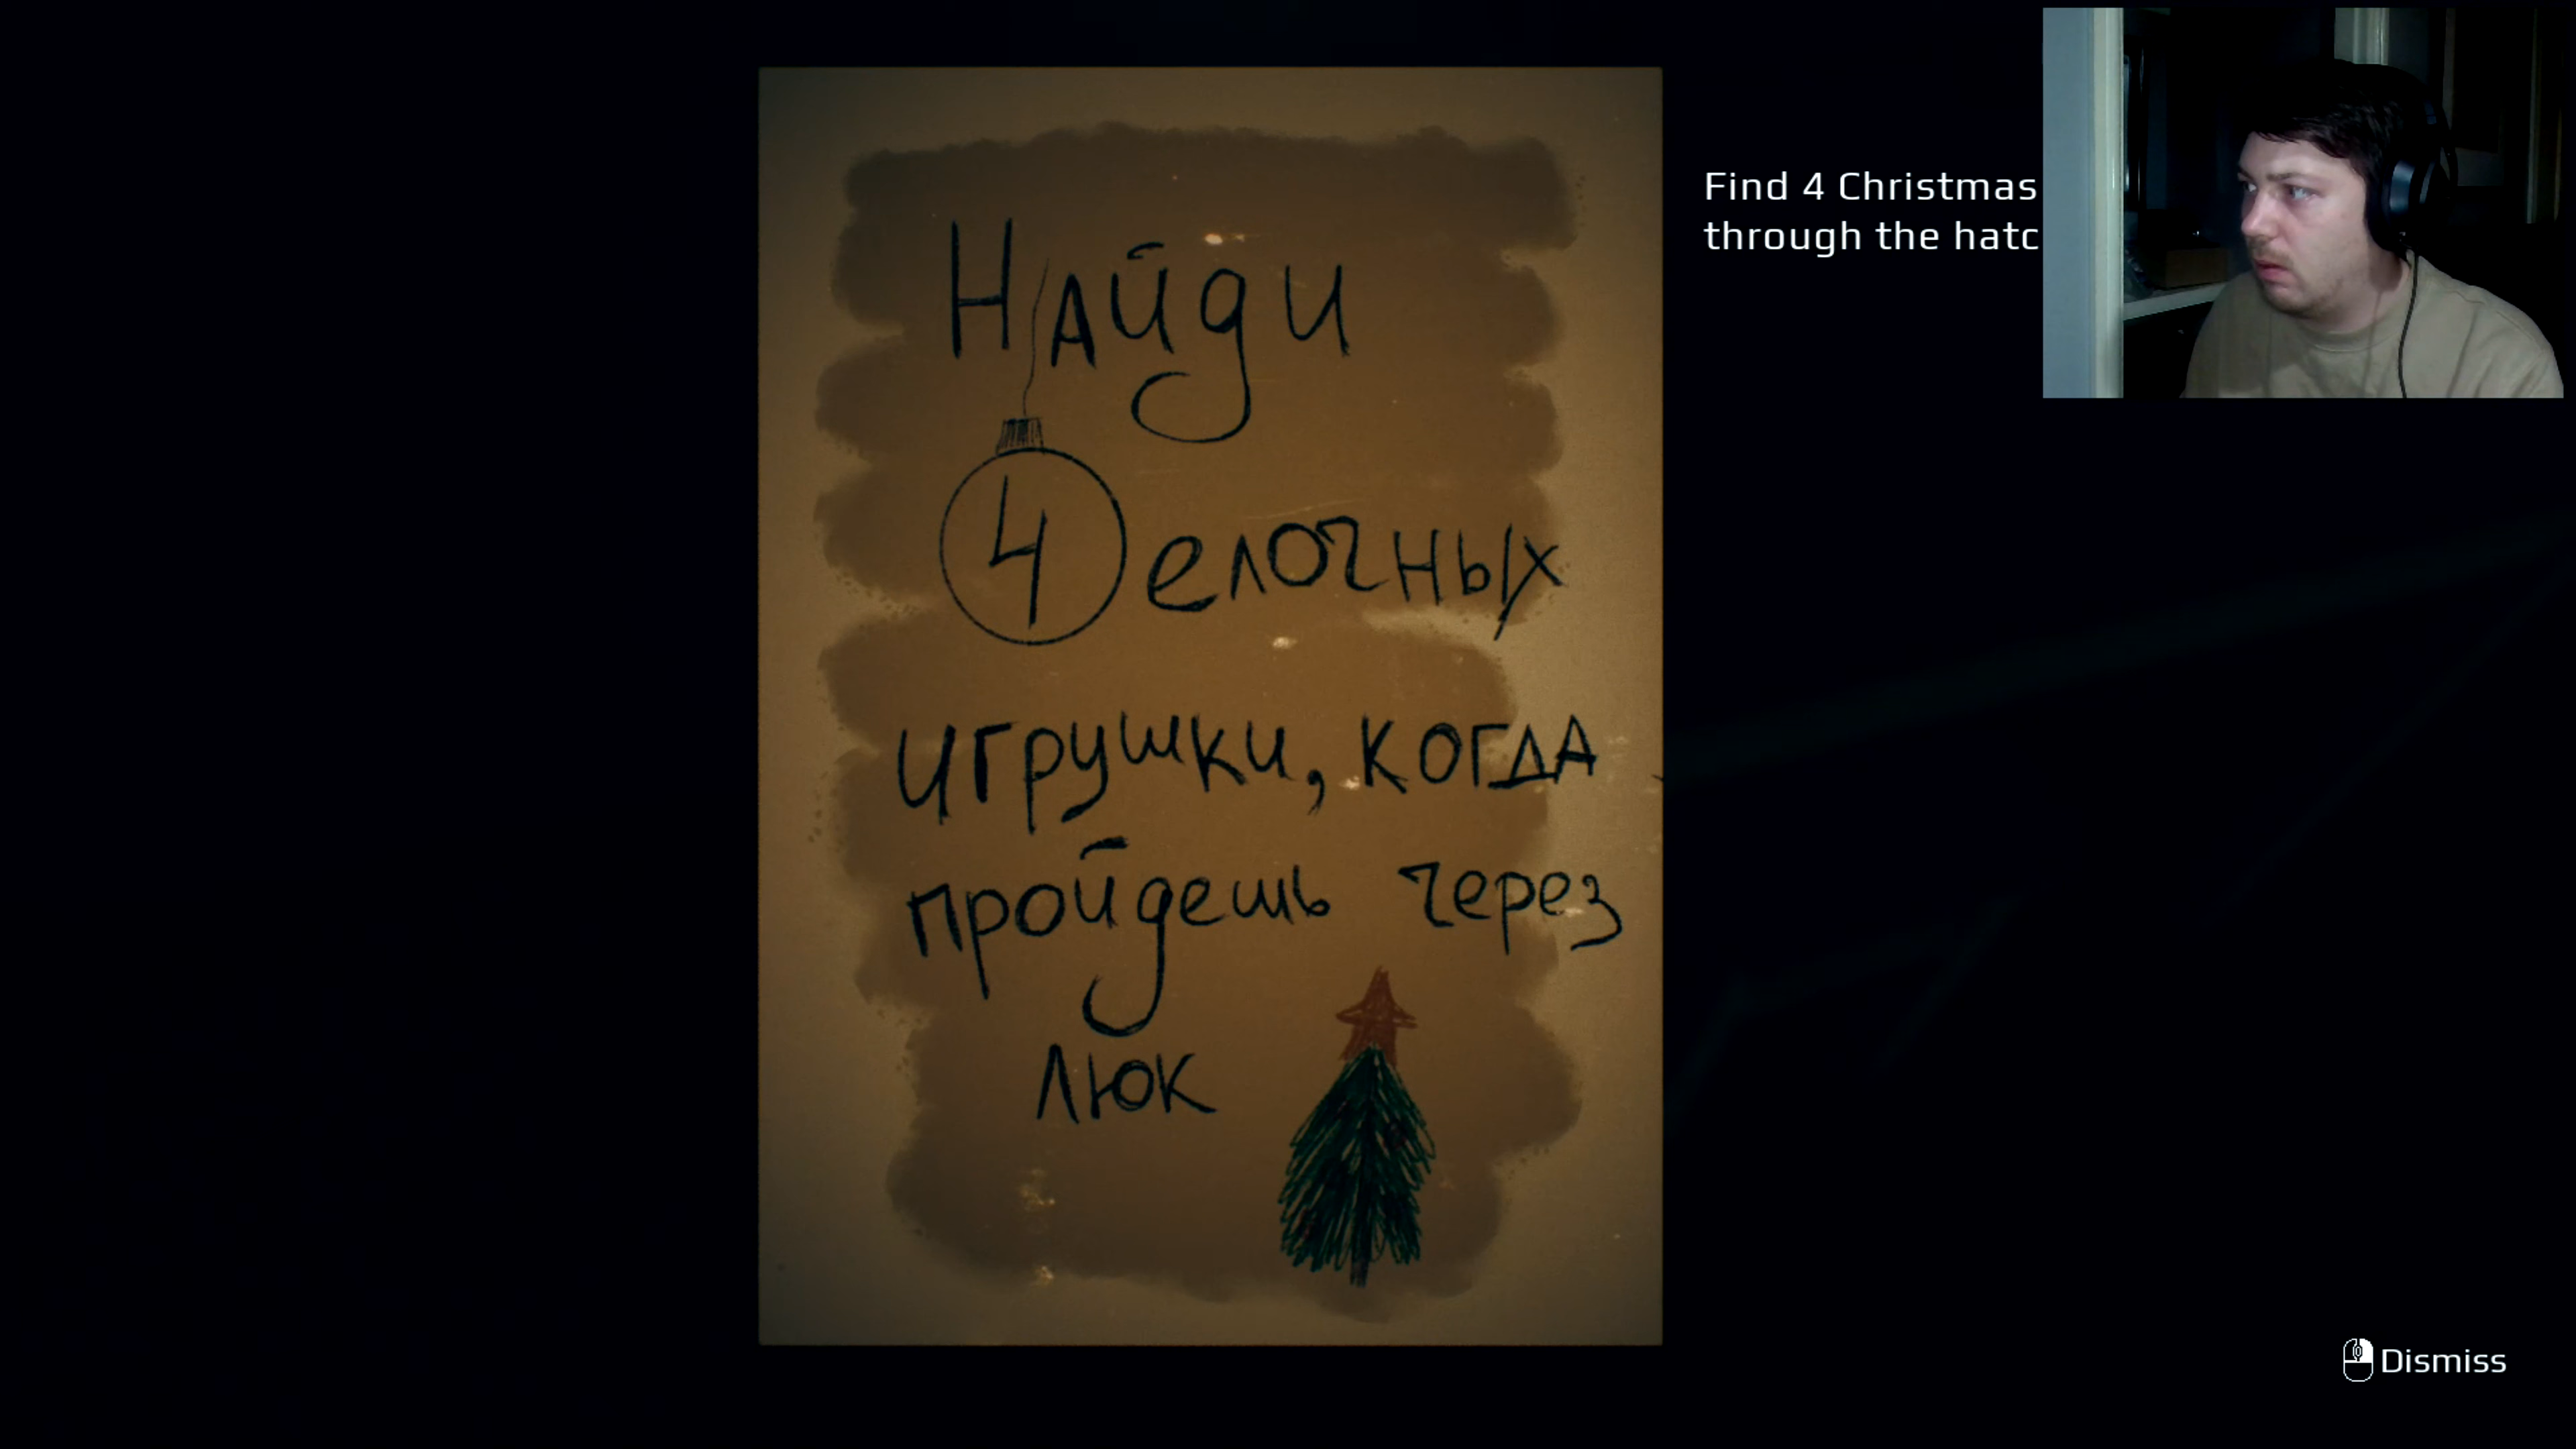 Найди
4 елочных
игрушки, когда
пройдешь через
люк
Find 4 Christmas
through the hatc
Dismiss